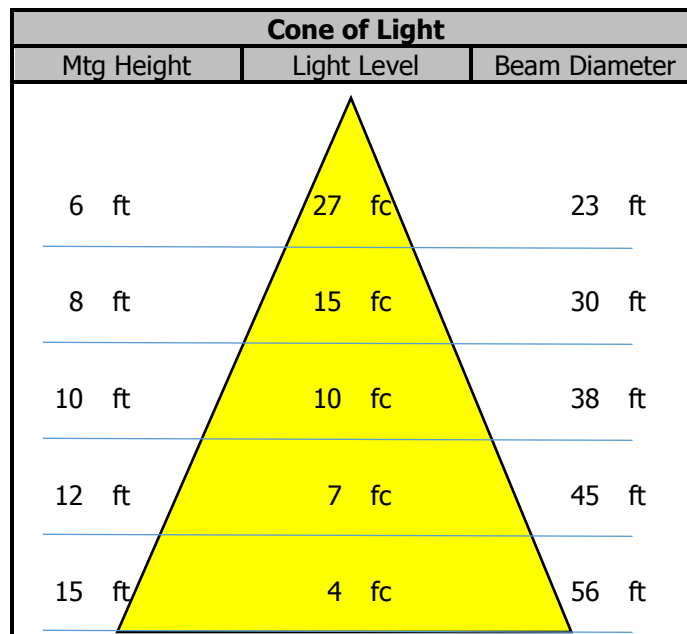 Cone of Light
Mtg Height Light Level Beam Diameter
6 ft 27 fc 23 ft
8 ft 15 fc 30 ft
10 ft 10 fc 38 ft
12 ft 7 fc 45 ft
15 ft 4 fc 56 ft